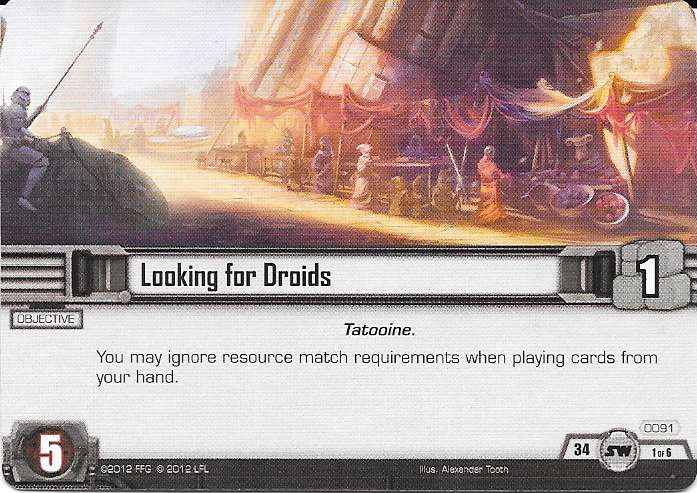 Looking for Droids
1
OBJECTIVE
Tatooine.
You may ignore resource match requirements when playing cards from
your hand.
5
©2012 FFG © 2012 LFL
Illus. Alexander Tooth
34
SW
0091
1 OF 6